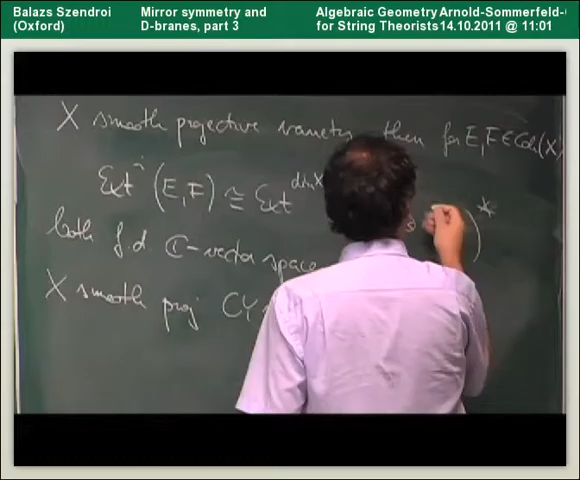 Balazs Szendroi
(Oxford)
Mirror symmetry and
D-branes, part 3
Algebraic Geometry
for String Theorists
Arnold-Sommerfeld-
14.10.2011 @ 11:01
X smooth projective variety then for E, F ∈ Coh(X)
Ext^i (E, F) ≅ Ext^{dim X )*
both f.d. ℂ-vector space
X smooth proj CY